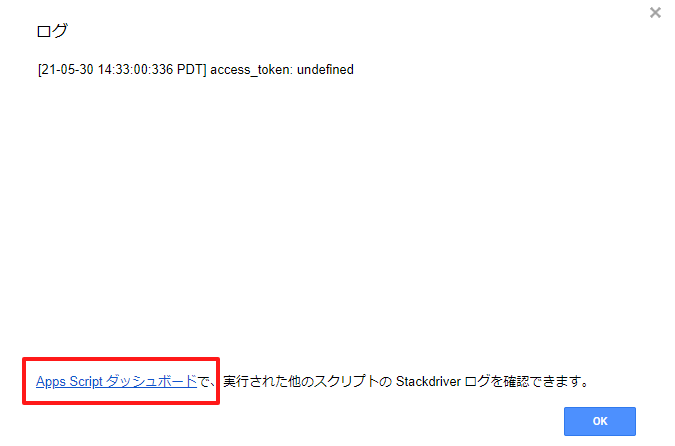 ログ
[21-05-30 14:33:00:336 PDT] access_token: undefined
Apps Script ダッシュボードで、実行された他のスクリプトの Stackdriver ログを確認できます。
OK